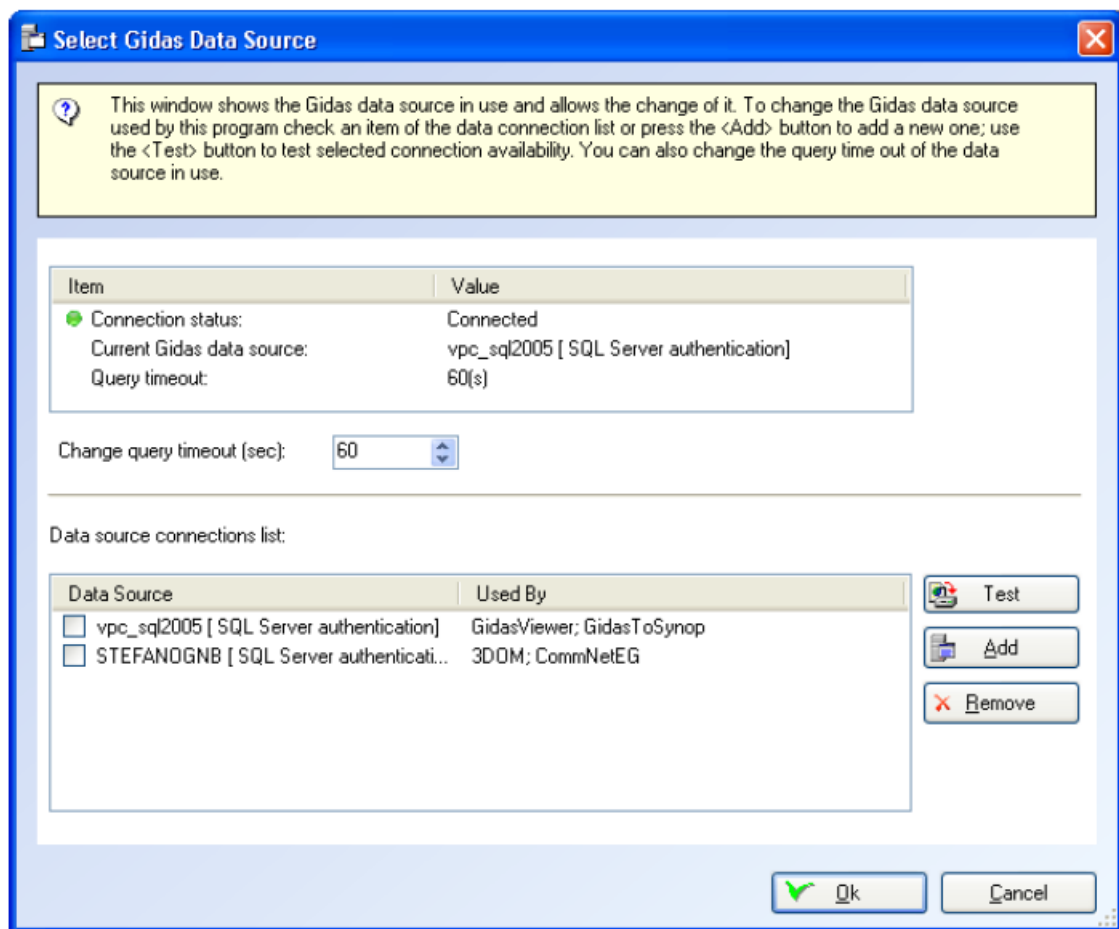 Select Gidas Data Source
This window shows the Gidas data source in use and allows the change of it. To change the Gidas data source
used by this program check an item of the data connection list or press the <Add> button to add a new one; use
the <Test> button to test selected connection availability. You can also change the query time out of the data
source in use.
Item Value
Connection status: Connected
Current Gidas data source: vpc_sql2005 [ SQL Server authentication]
Query timeout: 60(s)
Change query timeout (sec): 60
Data source connections list:
Data Source Used By
vpc_sql2005 [ SQL Server authentication] GidasViewer; GidasToSynop
STEFANOGNB [ SQL Server authenticati... 3DOM; CommNetEG
Test
Add
Remove
Ok Cancel